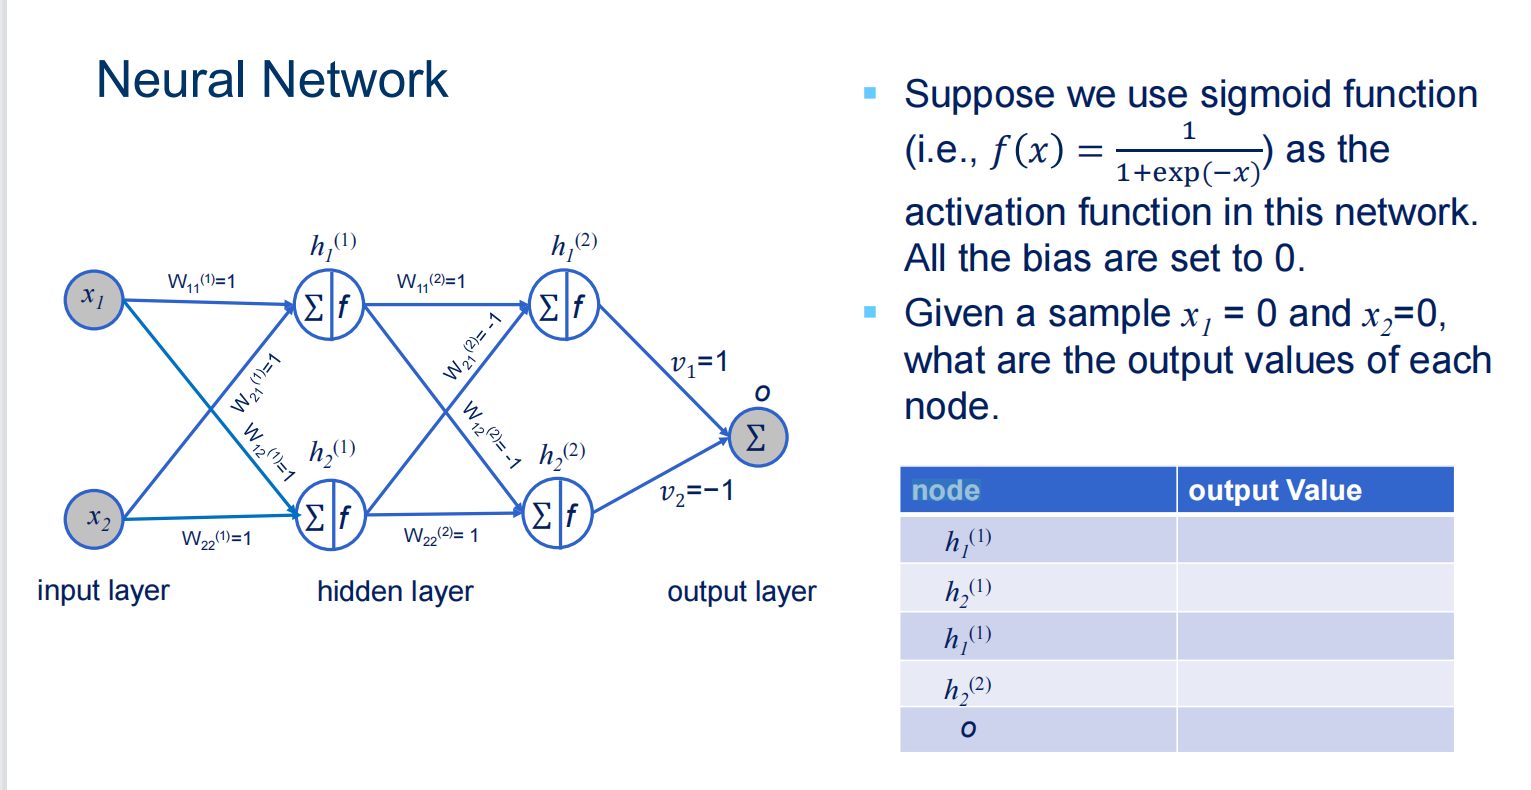 Neural Network
h₁⁽¹⁾
h₁⁽²⁾
W₁₁⁽¹⁾=1
W₁₁⁽²⁾=1
x₁
Σ f
Σ f
W₂₁⁽¹⁾=1
W₂₁⁽²⁾= -1
v₁=1
o
Σ
W₁₂⁽¹⁾=1
W₁₂⁽²⁾= -1
h₂⁽¹⁾
h₂⁽²⁾
v₂=−1
x₂
Σ f
Σ f
W₂₂⁽¹⁾=1
W₂₂⁽²⁾= 1
input layer
hidden layer
output layer
▪ Suppose we use sigmoid function
(i.e., f(x) = 1/(1+exp(−x))) as the
activation function in this network.
All the bias are set to 0.
▪ Given a sample x₁ = 0 and x₂=0,
what are the output values of each
node.
node output Value
h₁⁽¹⁾
h₂⁽¹⁾
h₁⁽¹⁾
h₂⁽²⁾
o